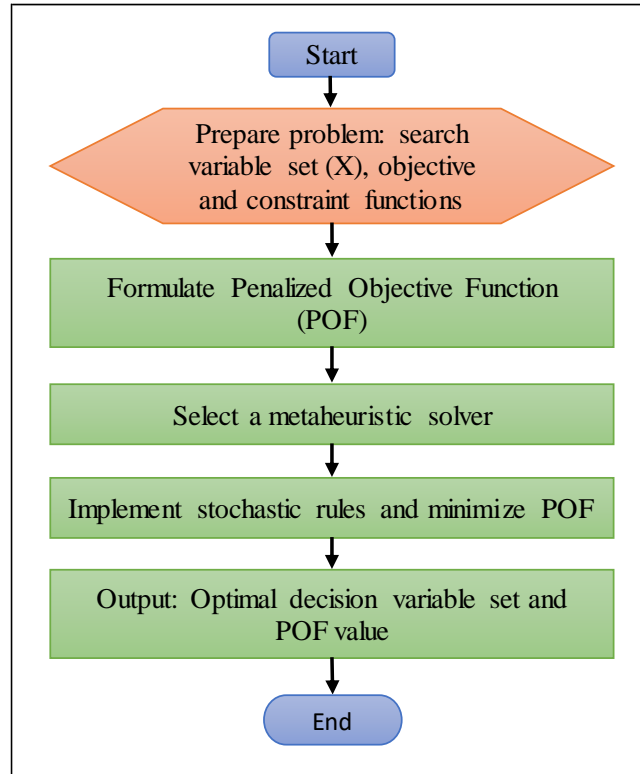 Start
Prepare problem: search
variable set (X), objective
and constraint functions
Formulate Penalized Objective Function
(POF)
Select a metaheuristic solver
Implement stochastic rules and minimize POF
Output: Optimal decision variable set and
POF value
End